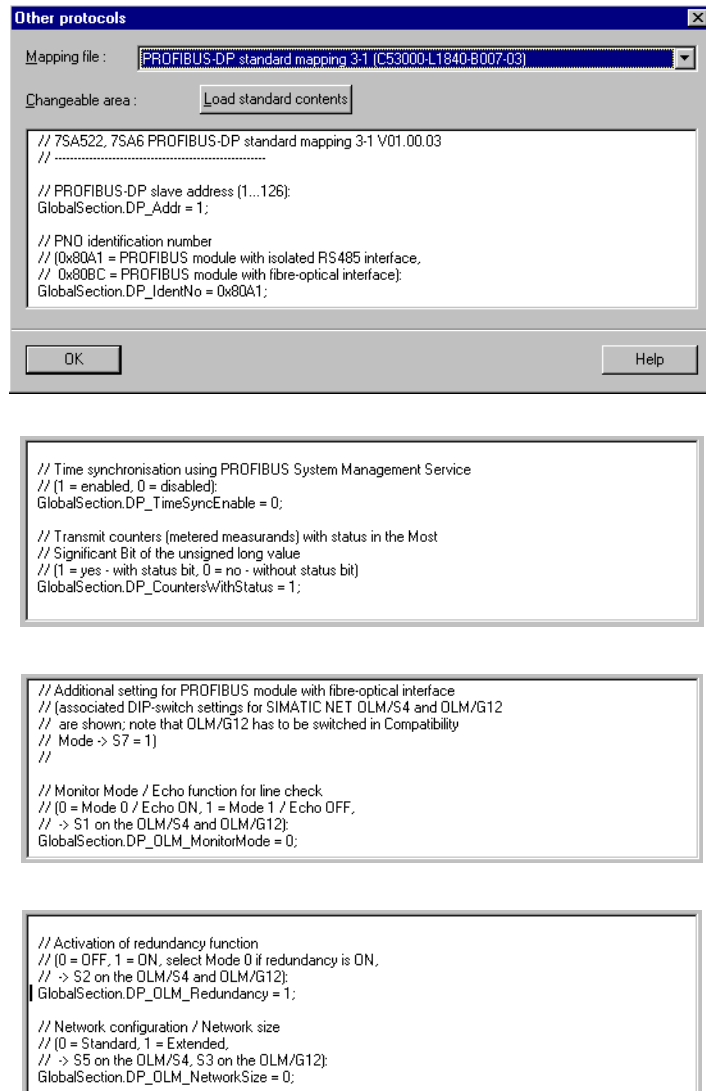 Other protocols
Mapping file : PROFIBUS-DP standard mapping 3-1 (C53000-L1840-B007-03)
Changeable area : Load standard contents
// 7SA522, 7SA6 PROFIBUS-DP standard mapping 3-1 V01.00.03
// -------------------------------------------------------
// PROFIBUS-DP slave address (1...126):
GlobalSection.DP_Addr = 1;
// PNO identification number
// (0x80A1 = PROFIBUS module with isolated RS485 interface,
//  0x80BC = PROFIBUS module with fibre-optical interface):
GlobalSection.DP_IdentNo = 0x80A1;
OK Help
// Time synchronisation using PROFIBUS System Management Service
// (1 = enabled, 0 = disabled):
GlobalSection.DP_TimeSyncEnable = 0;
// Transmit counters (metered measurands) with status in the Most
// Significant Bit of the unsigned long value
// (1 = yes - with status bit, 0 = no - without status bit)
GlobalSection.DP_CountersWithStatus = 1;
// Additional setting for PROFIBUS module with fibre-optical interface
// (associated DIP-switch settings for SIMATIC NET OLM/S4 and OLM/G12
//  are shown; note that OLM/G12 has to be switched in Compatibility
//  Mode -> S7 = 1)
//
// Monitor Mode / Echo function for line check
// (0 = Mode 0 / Echo ON, 1 = Mode 1 / Echo OFF,
//  -> S1 on the OLM/S4 and OLM/G12):
GlobalSection.DP_OLM_MonitorMode = 0;
// Activation of redundancy function
// (0 = OFF, 1 = ON, select Mode 0 if redundancy is ON,
//  -> S2 on the OLM/S4 and OLM/G12):
GlobalSection.DP_OLM_Redundancy = 1;
// Network configuration / Network size
// (0 = Standard, 1 = Extended,
//  -> S5 on the OLM/S4, S3 on the OLM/G12):
GlobalSection.DP_OLM_NetworkSize = 0;